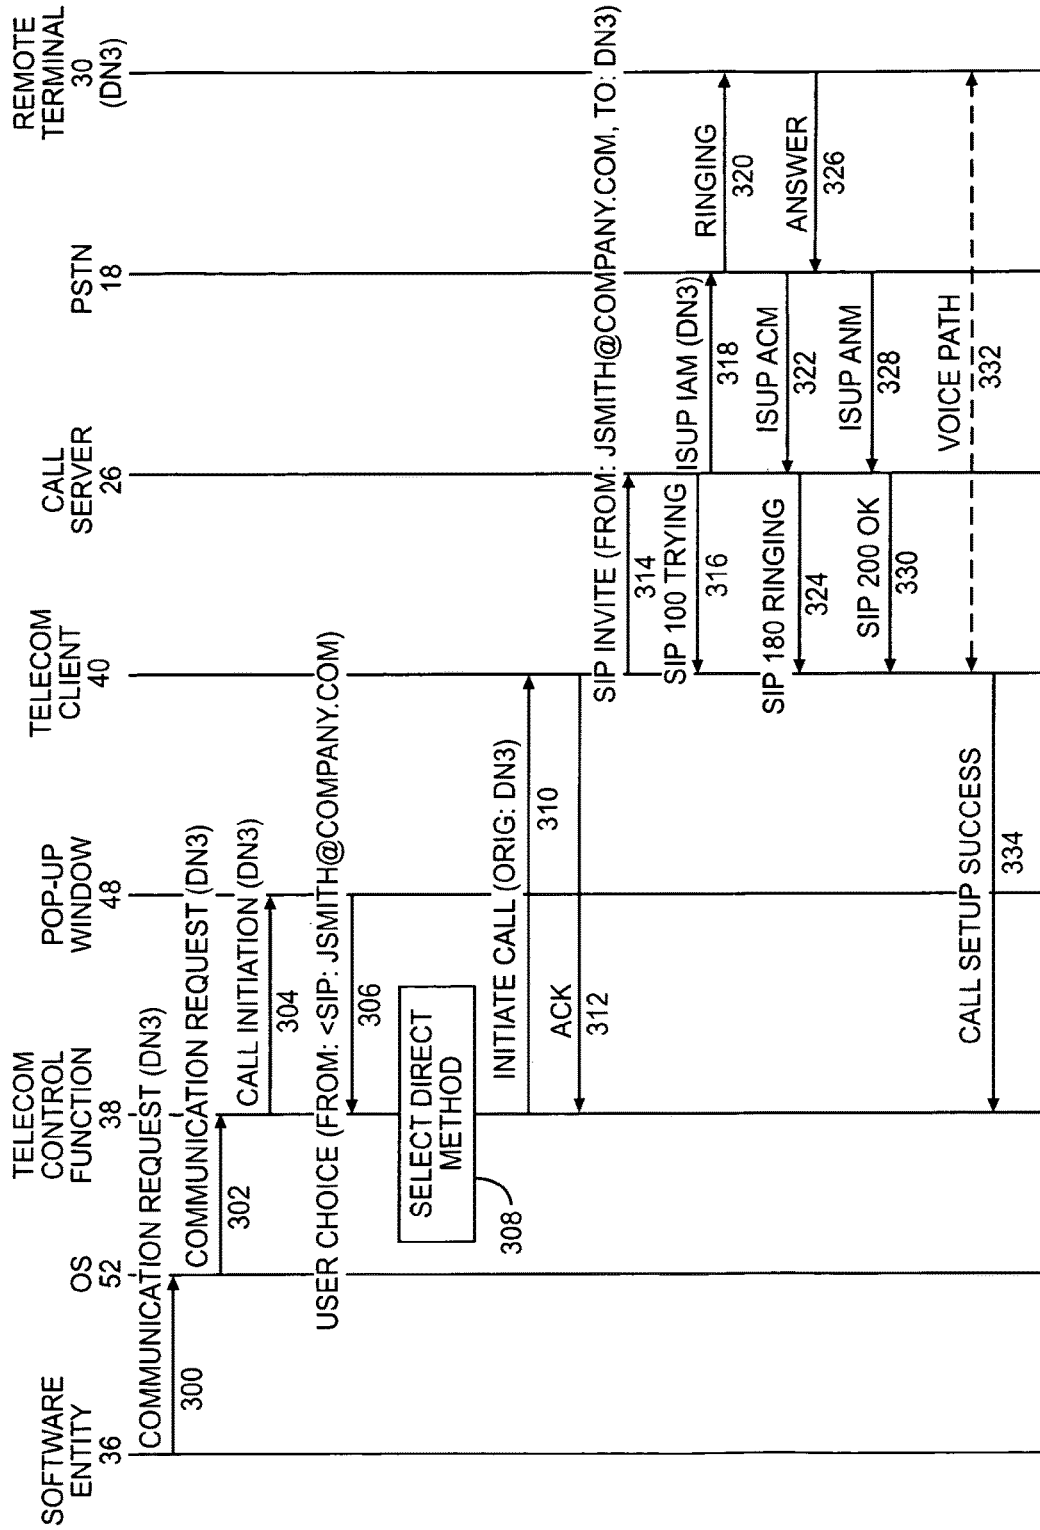 SOFTWARE
ENTITY
36
OS
52
TELECOM
CONTROL
FUNCTION
38
POP-UP
WINDOW
48
TELECOM
CLIENT
40
CALL
SERVER
26
PSTN
18
REMOTE
TERMINAL
30
(DN3)
COMMUNICATION REQUEST (DN3)
300
COMMUNICATION REQUEST (DN3)
302
CALL INITIATION (DN3)
304
USER CHOICE (FROM: <SIP: JSMITH@COMPANY.COM)
306
SELECT DIRECT
METHOD
308
INITIATE CALL (ORIG: DN3)
310
ACK
312
SIP INVITE (FROM: JSMITH@COMPANY.COM, TO: DN3)
314
SIP 100 TRYING
316
ISUP IAM (DN3)
318
RINGING
320
ISUP ACM
322
SIP 180 RINGING
324
ANSWER
326
ISUP ANM
328
SIP 200 OK
330
VOICE PATH
332
CALL SETUP SUCCESS
334